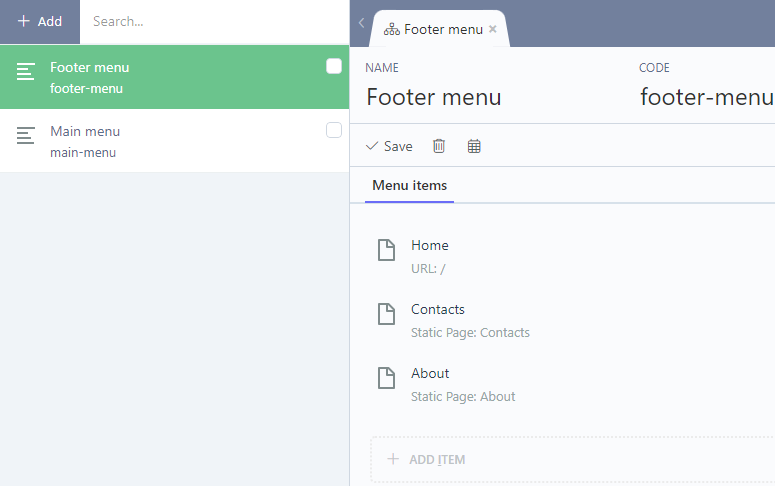 Add
Search...
Footer menu
footer-menu
Main menu
main-menu
Footer menu
NAME
CODE
Footer menu
footer-menu
Save
Menu items
Home
URL: /
Contacts
Static Page: Contacts
About
Static Page: About
ADD ITEM